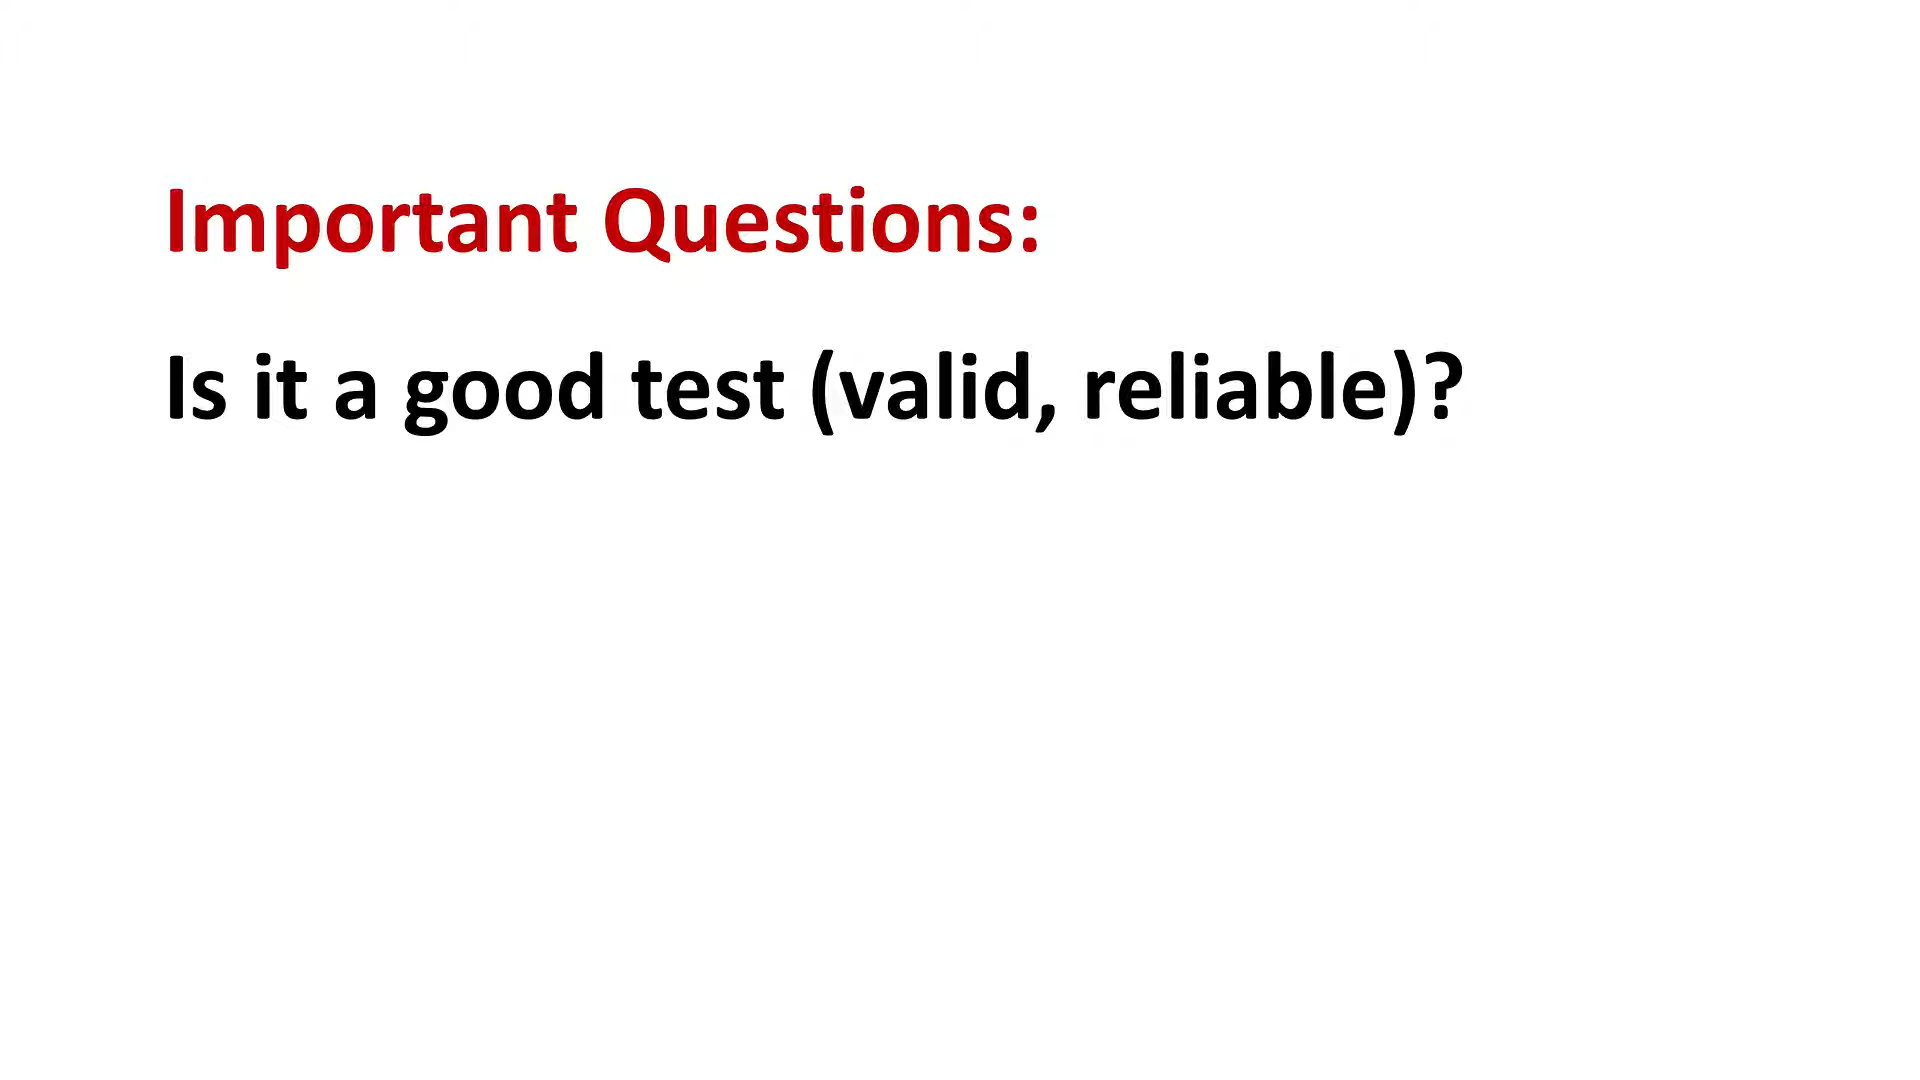 Important Questions:
Is it a good test (valid, reliable)?